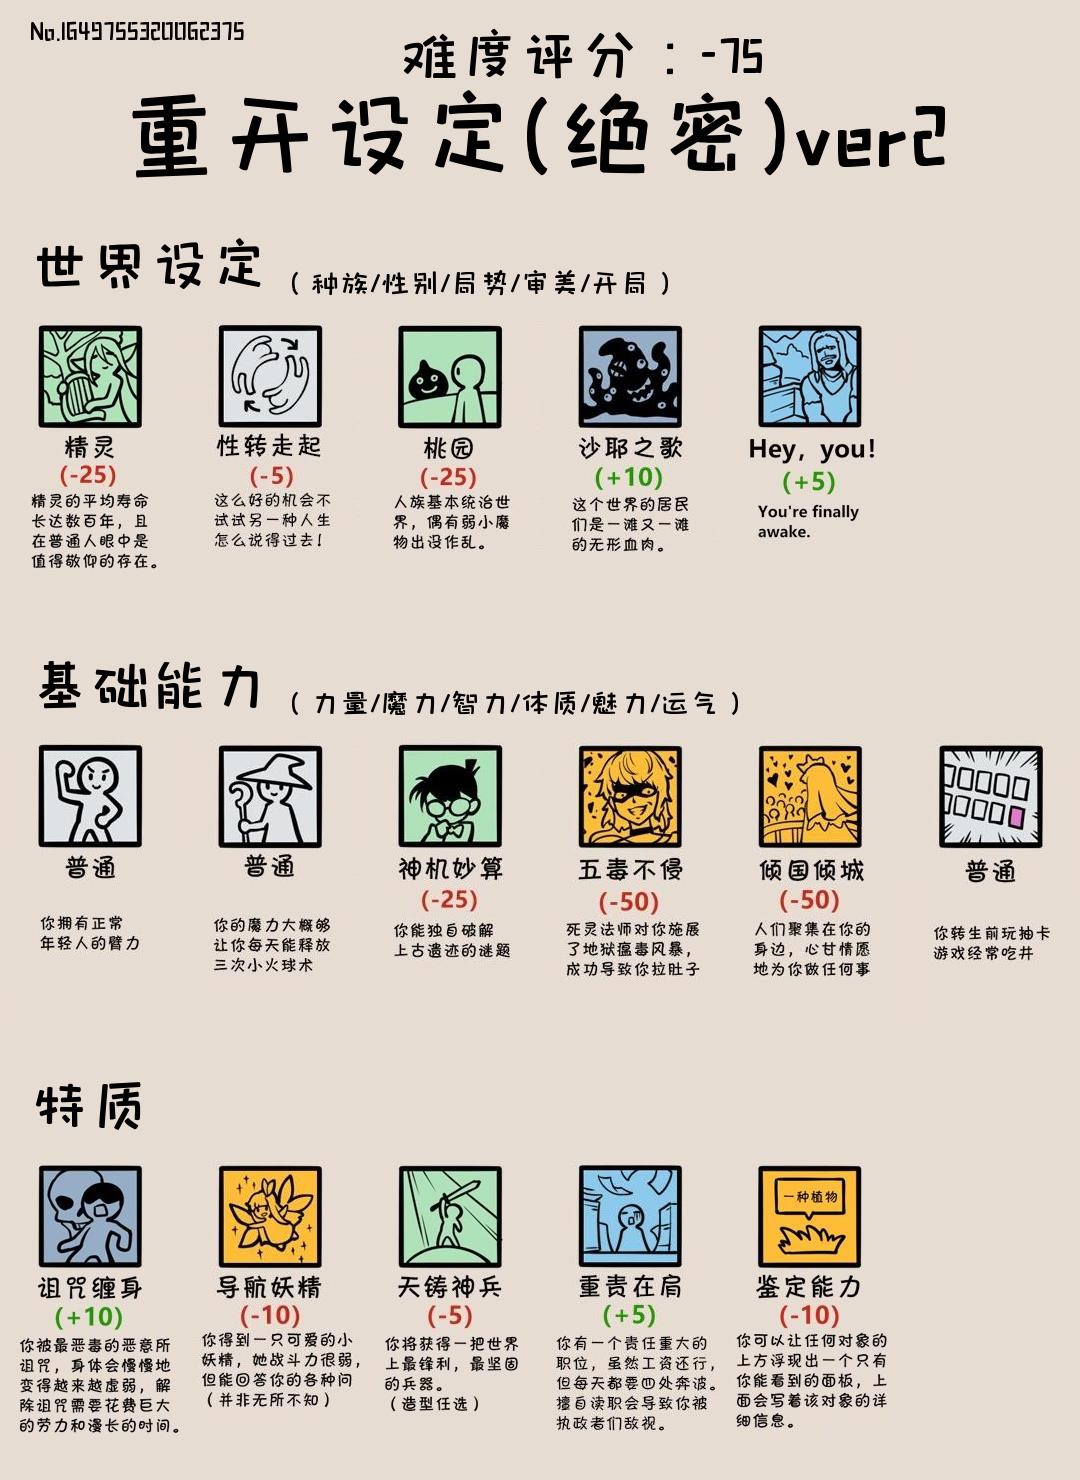 No.1649755320062375
难度评分：-75
重开设定(绝密)ver2
世界设定（种族/性别/局势/审美/开局）
精灵
(-25)
精灵的平均寿命
长达数百年，且
在普通人眼中是
值得敬仰的存在。
性转走起
(-5)
这么好的机会不
试试另一种人生
怎么说得过去！
桃园
(-25)
人族基本统治世
界，偶有弱小魔
物出没作乱。
沙耶之歌
(+10)
这个世界的居民
们是一滩又一滩
的无形血肉。
Hey, you!
(+5)
You're finally
awake.
基础能力（力量/魔力/智力/体质/魅力/运气）
普通
你拥有正常
年轻人的臂力
普通
你的魔力大概够
让你每天能释放
三次小火球术
神机妙算
(-25)
你能独自破解
上古遗迹的谜题
五毒不侵
(-50)
死灵法师对你施展
了地狱瘟毒风暴，
成功导致你拉肚子
倾国倾城
(-50)
人们聚集在你的
身边，心甘情愿
地为你做任何事
普通
你转生前玩抽卡
游戏经常吃井
特质
诅咒缠身
(+10)
你被最恶毒的恶意所
诅咒，身体会慢慢地
变得越来越虚弱，解
除诅咒需要花费巨大
的劳力和漫长的时间。
导航妖精
(-10)
你得到一只可爱的小
妖精，她战斗力很弱，
但能回答你的各种问
（并非无所不知）
天铸神兵
(-5)
你将获得一把世界
上最锋利，最坚固
的兵器。
（造型任选）
重责在肩
(+5)
你有一个责任重大的
职位，虽然工资还行，
但每天都要四处奔波。
擅自渎职会导致你被
执政者们敌视。
一种植物
鉴定能力
(-10)
你可以让任何对象的
上方浮现出一个只有
你能看到的面板，上
面会写着该对象的详
细信息。